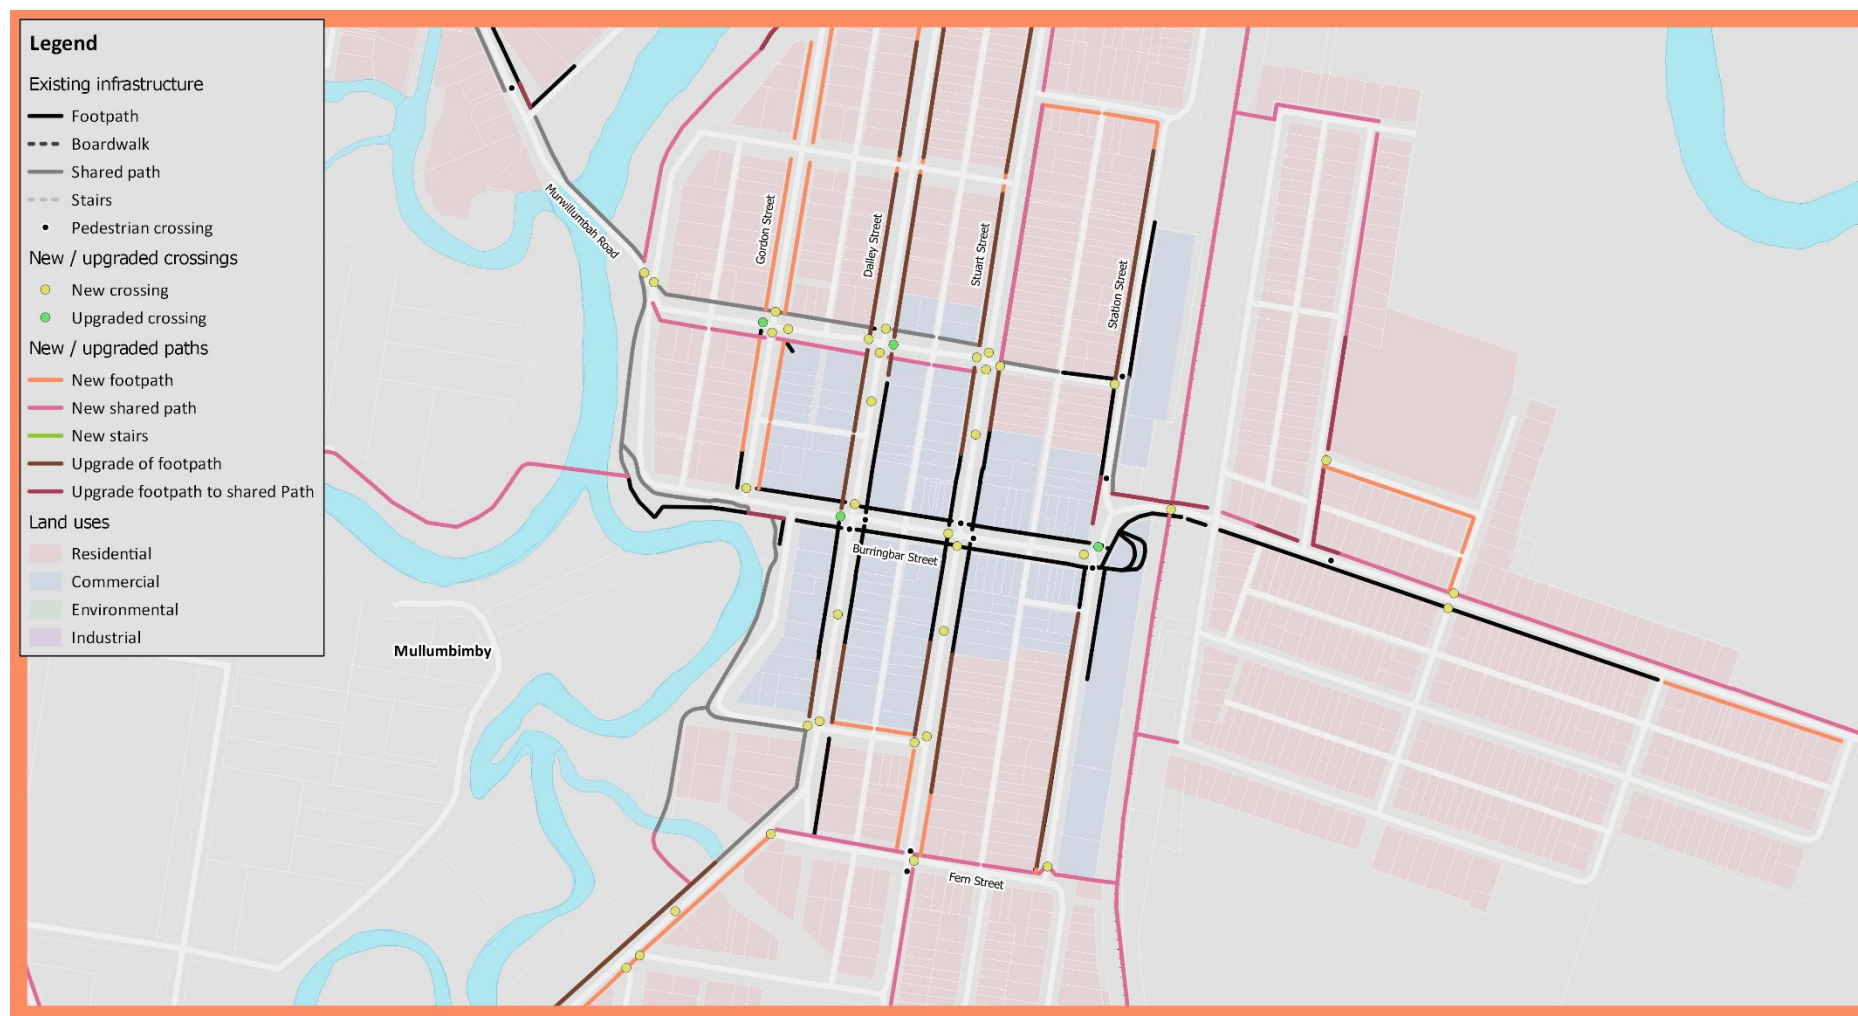 Legend
Existing infrastructure
Footpath
Boardwalk
Shared path
Stairs
Pedestrian crossing
New / upgraded crossings
New crossing
Upgraded crossing
New / upgraded paths
New footpath
New shared path
New stairs
Upgrade of footpath
Upgrade footpath to shared Path
Land uses
Residential
Commercial
Environmental
Industrial
Murwillumbah Road
Gordon Street
Dalley Street
Stuart Street
Station Street
Burringbar Street
Mullumbimby
Fern Street